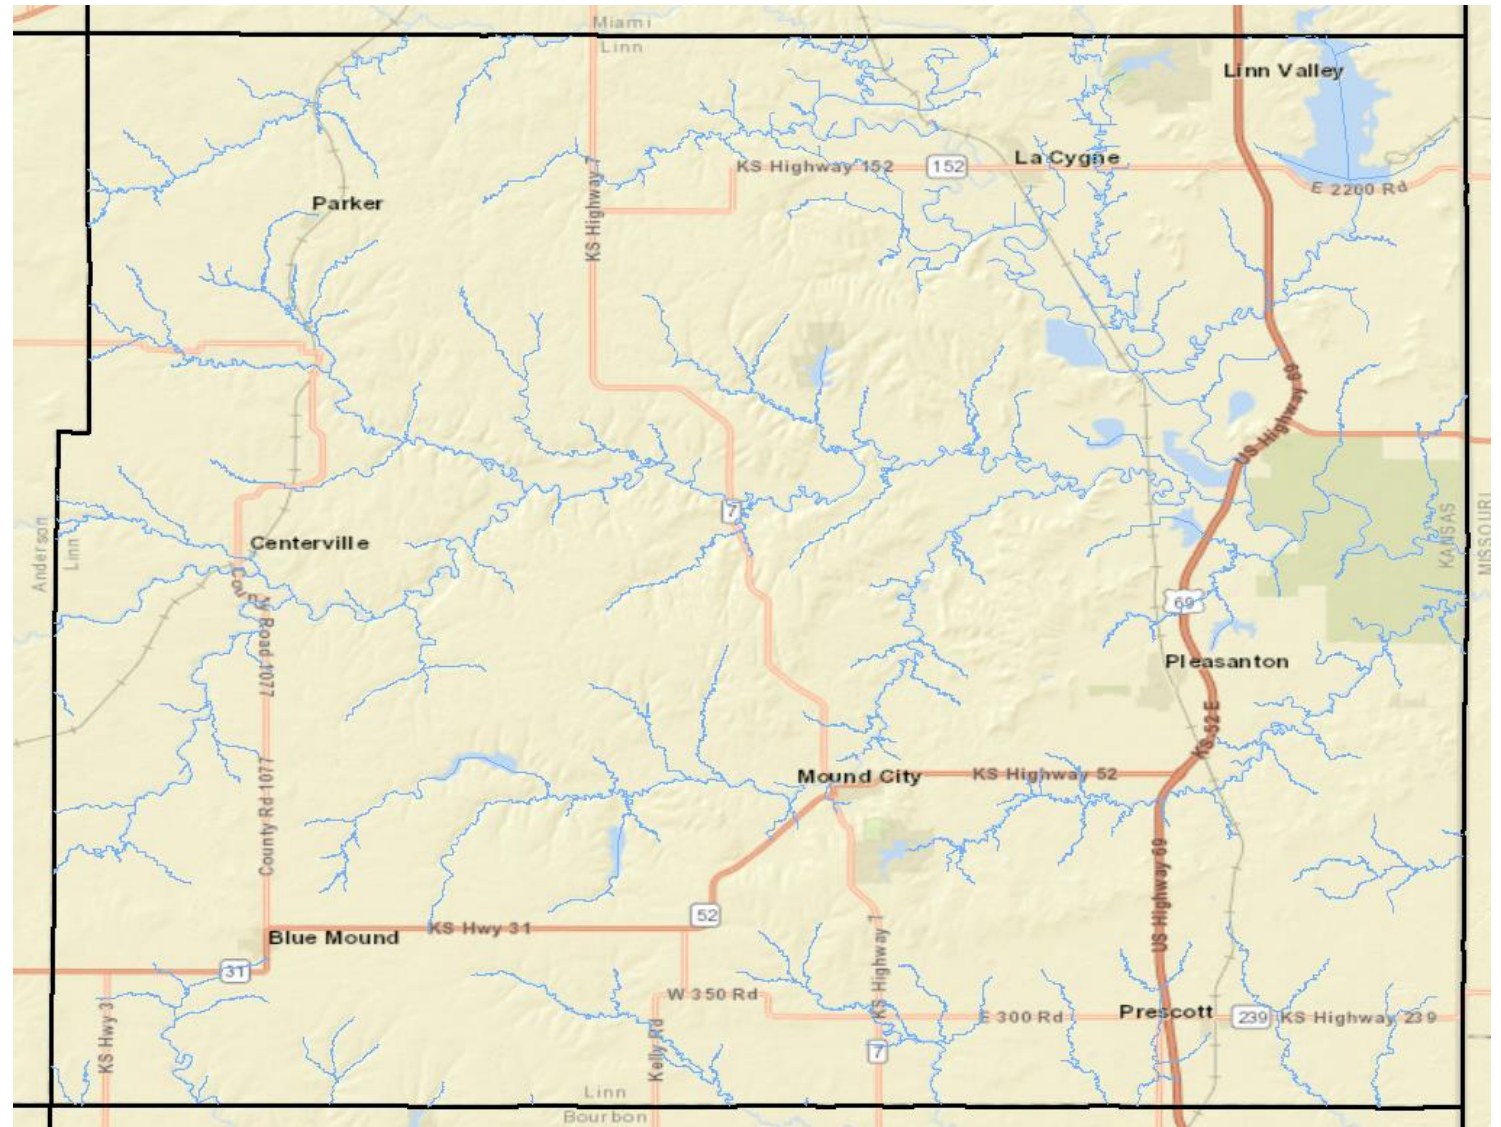 Miami
Linn
Linn Valley
KS Highway 7
KS Highway 152
152
La Cygne
E 2200 Rd
Parker
US Highway 69
7
Anderson
Linn
Centerville
KANSAS
MISSOURI
69
W Road 1077
Pleasanton
KS-52 E
Mound City
KS Highway 52
County Rd 1077
US Highway 69
52
KS Hwy 31
Blue Mound
31
KS Highway 7
W 350 Rd
KS Hwy 31
Kelly Rd
E 300 Rd
Prescott
239
KS Highway 239
7
Linn
Bourbon